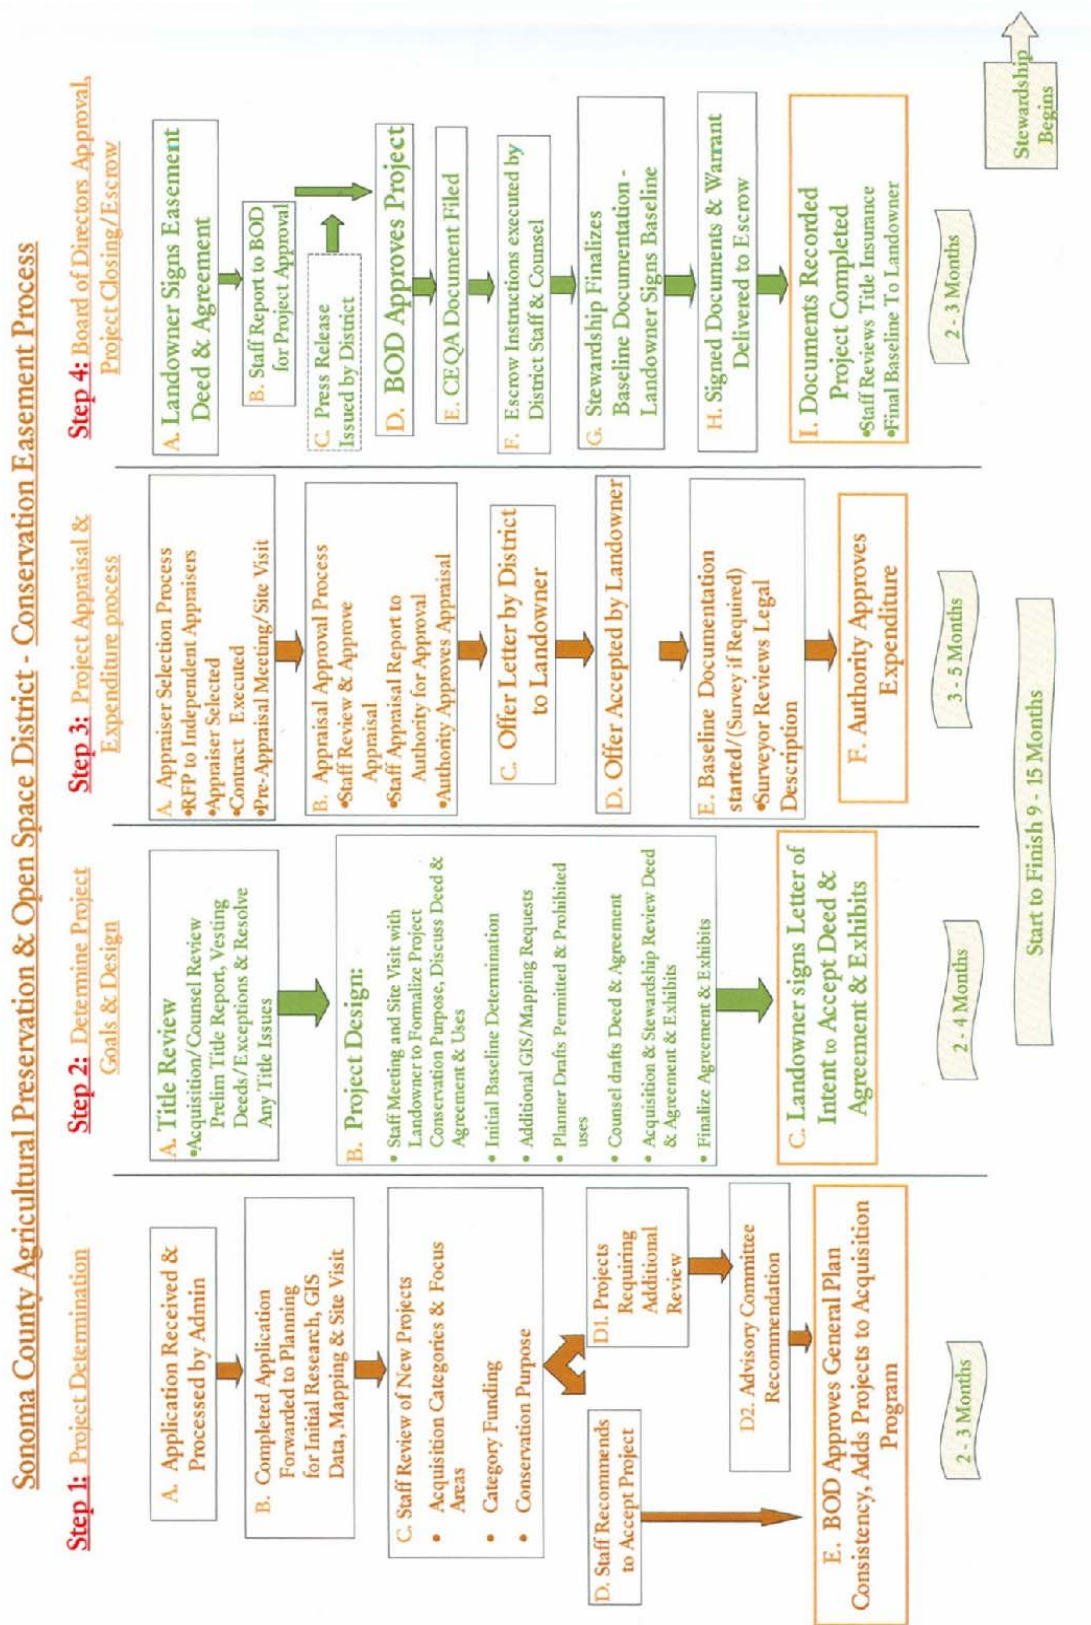 Sonoma County Agricultural Preservation & Open Space District - Conservation Easement Process
Step 1: Project Determination
A. Application Received &
Processed by Admin
B. Completed Application
Forwarded to Planning
for Initial Research, GIS
Data, Mapping & Site Visit
C. Staff Review of New Projects
• Acquisition Categories & Focus
Areas
• Category Funding
• Conservation Purpose
D. Staff Recommends
to Accept Project
D1. Projects
Requiring
Additional
Review
D2. Advisory Committee
Recommendation
E. BOD Approves General Plan
Consistency, Adds Projects to Acquisition
Program
2 - 3 Months
Step 2: Determine Project
Goals & Design
A. Title Review
•Acquisition/Counsel Review
Prelim Title Report, Vesting
Deeds/Exceptions & Resolve
Any Title Issues
B. Project Design:
• Staff Meeting and Site Visit with
Landowner to Formalize Project
Conservation Purpose, Discuss Deed &
Agreement & Uses
• Initial Baseline Determination
• Additional GIS/Mapping Requests
• Planner Drafts Permitted & Prohibited
uses
• Counsel drafts Deed & Agreement
• Acquisition & Stewardship Review Deed
& Agreement & Exhibits
• Finalize Agreement & Exhibits
C. Landowner signs Letter of
Intent to Accept Deed &
Agreement & Exhibits
2 - 4 Months
Step 3: Project Appraisal &
Expenditure process
A. Appraiser Selection Process
•RFP to Independent Appraisers
•Appraiser Selected
•Contract Executed
•Pre-Appraisal Meeting/Site Visit
B. Appraisal Approval Process
•Staff Review & Approve
Appraisal
•Staff Appraisal Report to
Authority for Approval
•Authority Approves Appraisal
C. Offer Letter by District
to Landowner
D. Offer Accepted by Landowner
E. Baseline Documentation
started/(Survey if Required)
•Surveyor Reviews Legal
Description
F. Authority Approves
Expenditure
3 - 5 Months
Step 4: Board of Directors Approval,
Project Closing/Escrow
A. Landowner Signs Easement
Deed & Agreement
B. Staff Report to BOD
for Project Approval
C. Press Release
Issued by District
D. BOD Approves Project
E. CEQA Document Filed
F. Escrow Instructions executed by
District Staff & Counsel
G. Stewardship Finalizes
Baseline Documentation -
Landowner Signs Baseline
H. Signed Documents & Warrant
Delivered to Escrow
I. Documents Recorded
Project Completed
•Staff Reviews Title Insurance
•Final Baseline To Landowner
2 - 3 Months
Start to Finish 9 - 15 Months
Stewardship
Begins